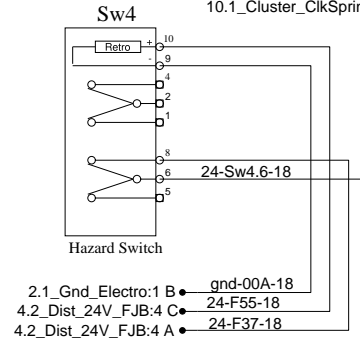 Sw4
10.1_Cluster_ClkSprin
Retro
+
10
-
9
4
2
1
8
6
24-Sw4.6-18
5
Hazard Switch
2.1_Gnd_Electro:1 B
gnd-00A-18
4.2_Dist_24V_FJB:4 C
24-F55-18
4.2_Dist_24V_FJB:4 A
24-F37-18